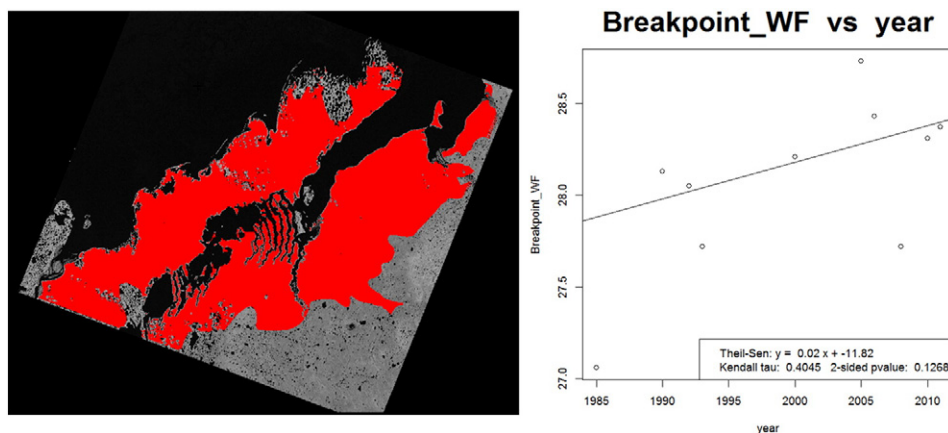 Breakpoint_WF vs year
Breakpoint_WF
28.5
28.0
27.5
27.0
Theil-Sen: y = 0.02 x + -11.82
Kendall tau: 0.4045 2-sided pvalue: 0.1268
1985 1990 1995 2000 2005 2010
year